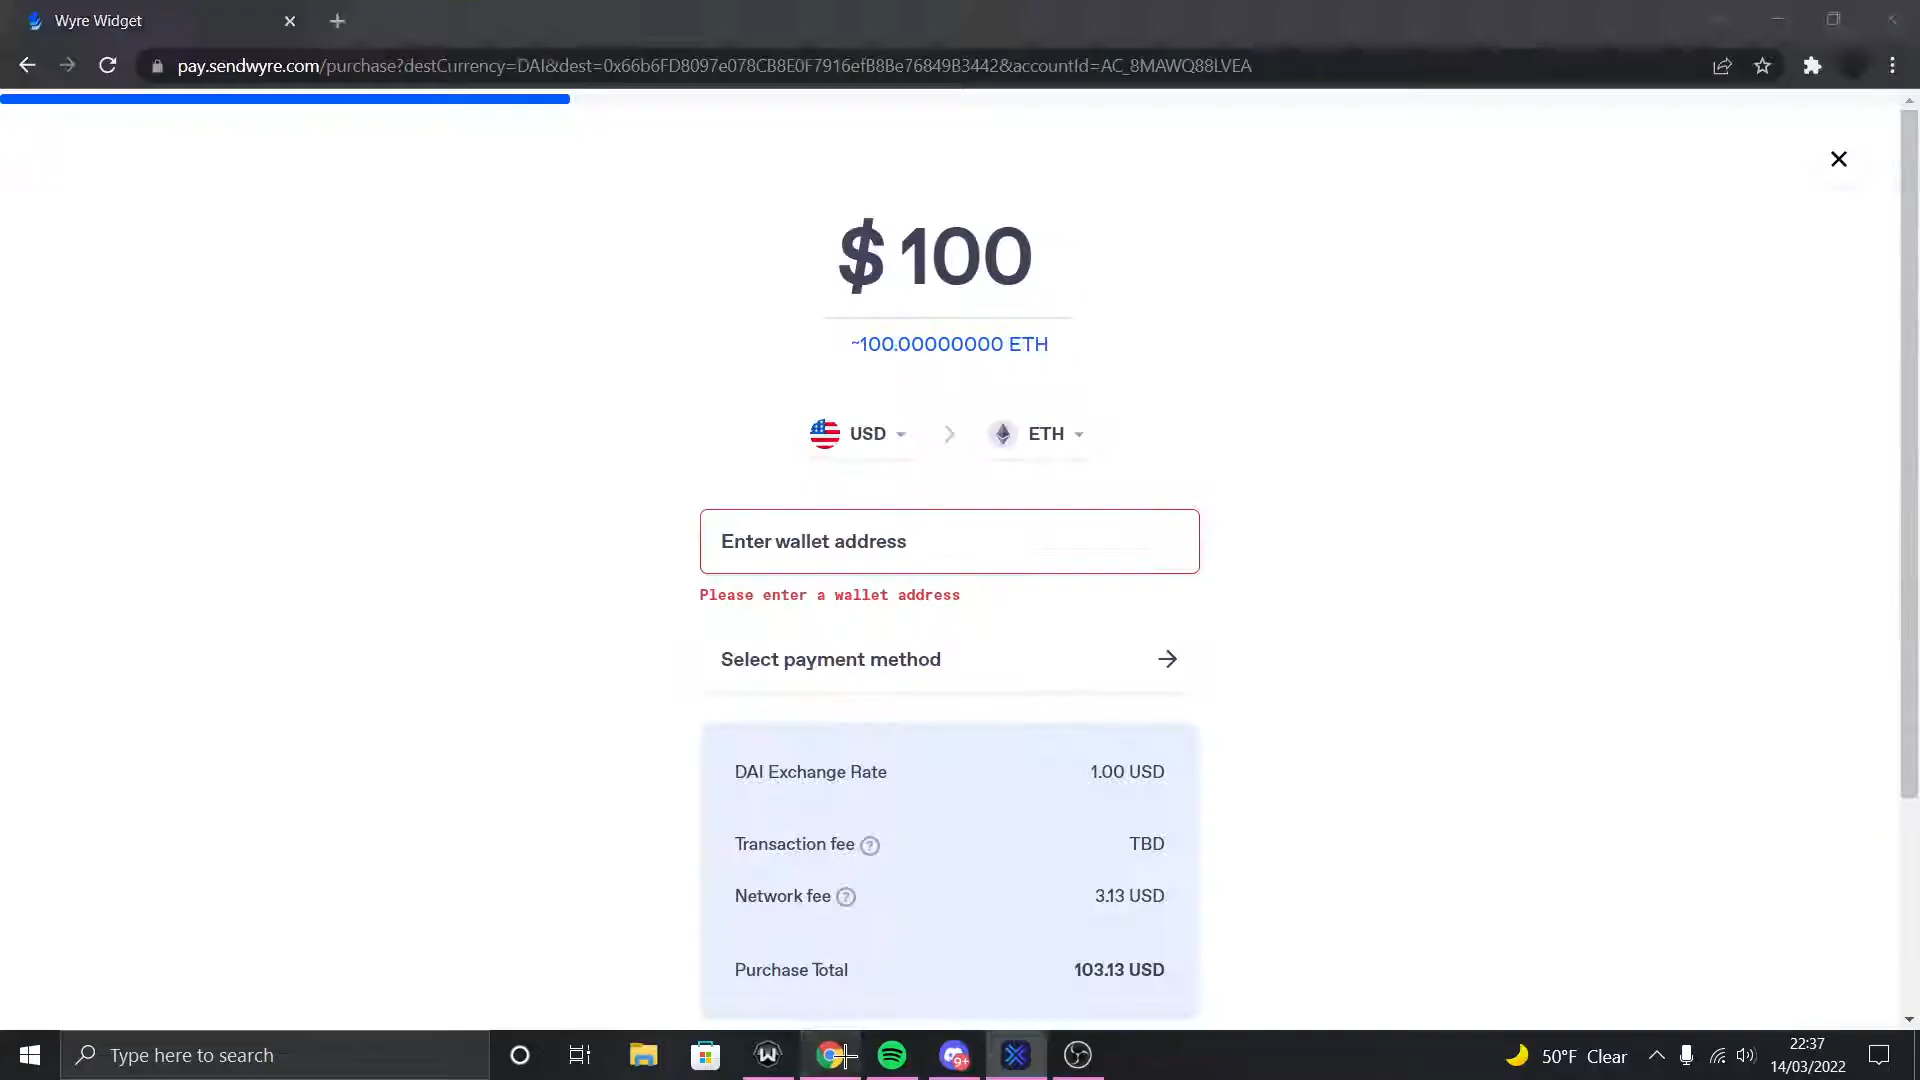 Wyre Widget
pay.sendwyre.com/purchase?destCurrency=DAI&dest=0x66b6FD8097e078CB8E0F7916efB8Be76849B3442&accountId=AC_8MAWQ88LVEA
$ 100
~100.00000000 ETH
USD
ETH
Enter wallet address
Please enter a wallet address
Select payment method
DAI Exchange Rate 1.00 USD
Transaction fee ? TBD
Network fee ? 3.13 USD
Purchase Total 103.13 USD
Type here to search
9+
50°F Clear
22:37
14/03/2022